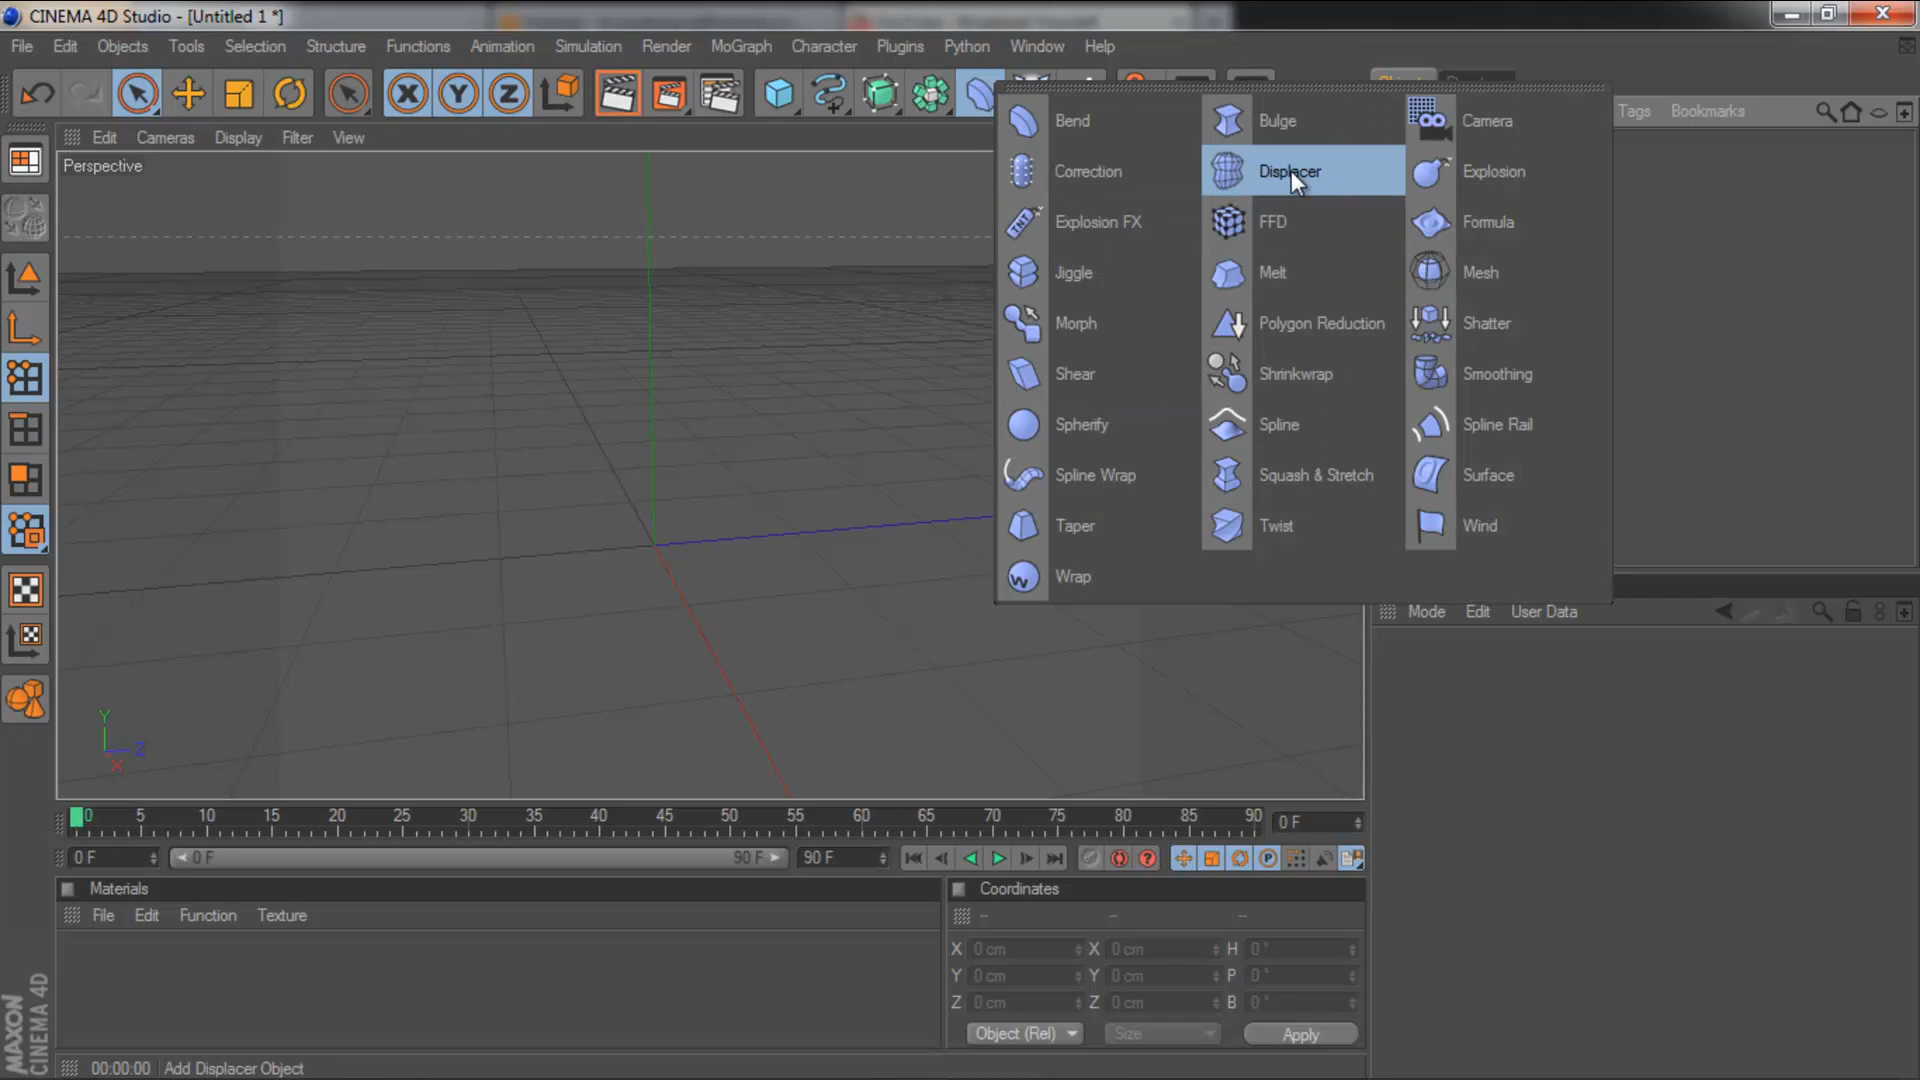 CINEMA 4D Studio - [Untitled 1 *]
File Edit Objects Tools Selection Structure Functions Animation Simulation Render MoGraph Character Plugins Python Window Help
X Y Z
Tags Bookmarks
Edit Cameras Display Filter View
Perspective
Bend Bulge Camera
Correction Displacer Explosion
Explosion FX FFD Formula
Jiggle Melt Mesh
Morph Polygon Reduction Shatter
Shear Shrinkwrap Smoothing
Spherify Spline Spline Rail
Spline Wrap Squash & Stretch Surface
Taper Twist Wind
Wrap
Mode Edit User Data
Y
Z
X
0 5 10 15 20 25 30 35 40 45 50 55 60 65 70 75 80 85 90 0 F
0 F 0 F 90 F 90 F
Materials
File Edit Function Texture
Coordinates
X 0 cm X 0 cm H 0 °
Y 0 cm Y 0 cm P 0 °
Z 0 cm Z 0 cm B 0 °
Object (Rel) Size Apply
MAXON
CINEMA 4D
00:00:00 Add Displacer Object